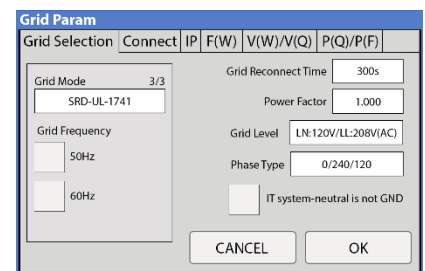 Grid Param
Grid Selection Connect IP F(W) V(W)/V(Q) P(Q)/P(F)
Grid Mode 3/3
SRD-UL-1741
Grid Frequency
50Hz
60Hz
Grid Reconnect Time 300s
Power Factor 1.000
Grid Level LN:120V/LL:208V(AC)
Phase Type 0/240/120
IT system-neutral is not GND
CANCEL OK